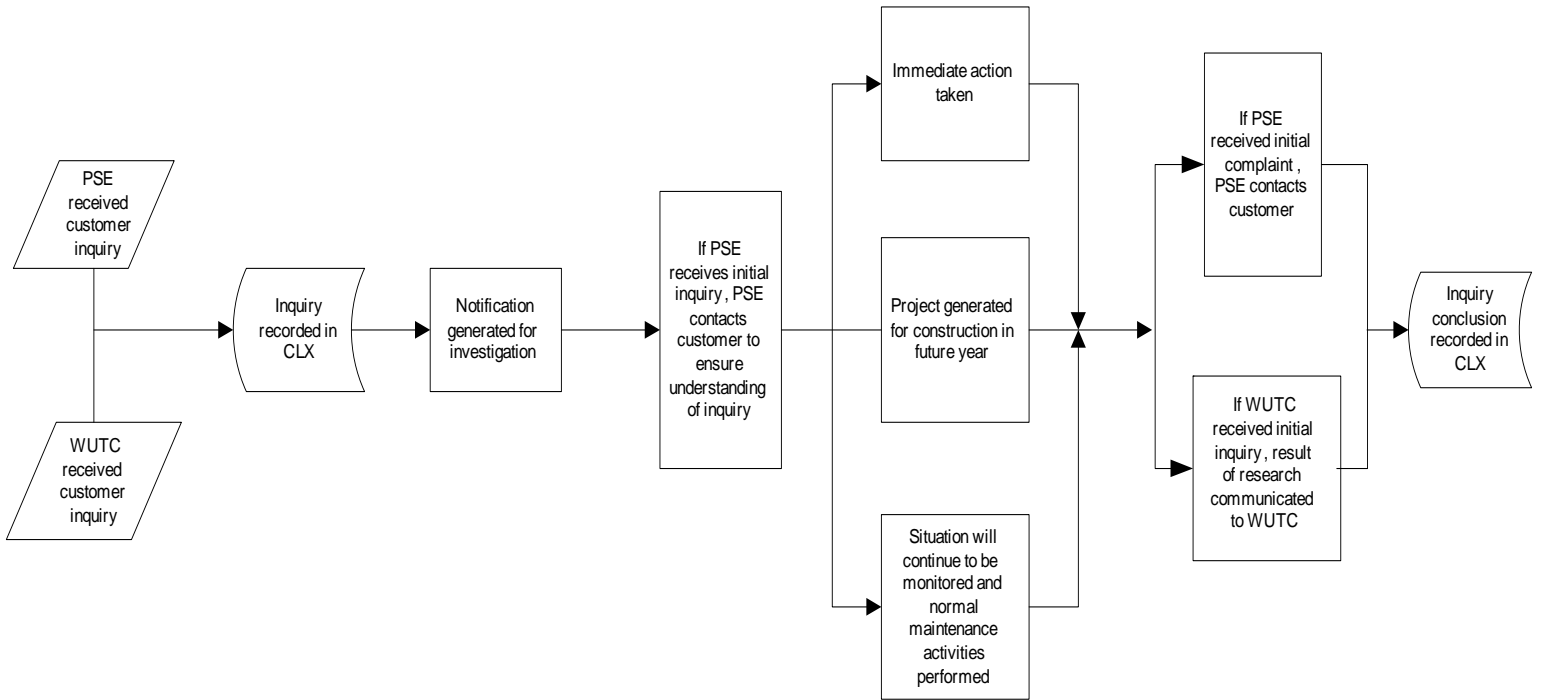 PSE
received
customer
inquiry
WUTC
received
customer
inquiry
Inquiry
recorded in
CLX
Notification
generated for
investigation
If PSE
receives initial
inquiry , PSE
contacts
customer to
ensure
understanding
of inquiry
Immediate action
taken
Project generated
for construction in
future year
Situation will
continue to be
monitored and
normal
maintenance
activities
performed
If PSE
received initial
complaint ,
PSE contacts
customer
If WUTC
received initial
inquiry , result
of research
communicated
to WUTC
Inquiry
conclusion
recorded in
CLX